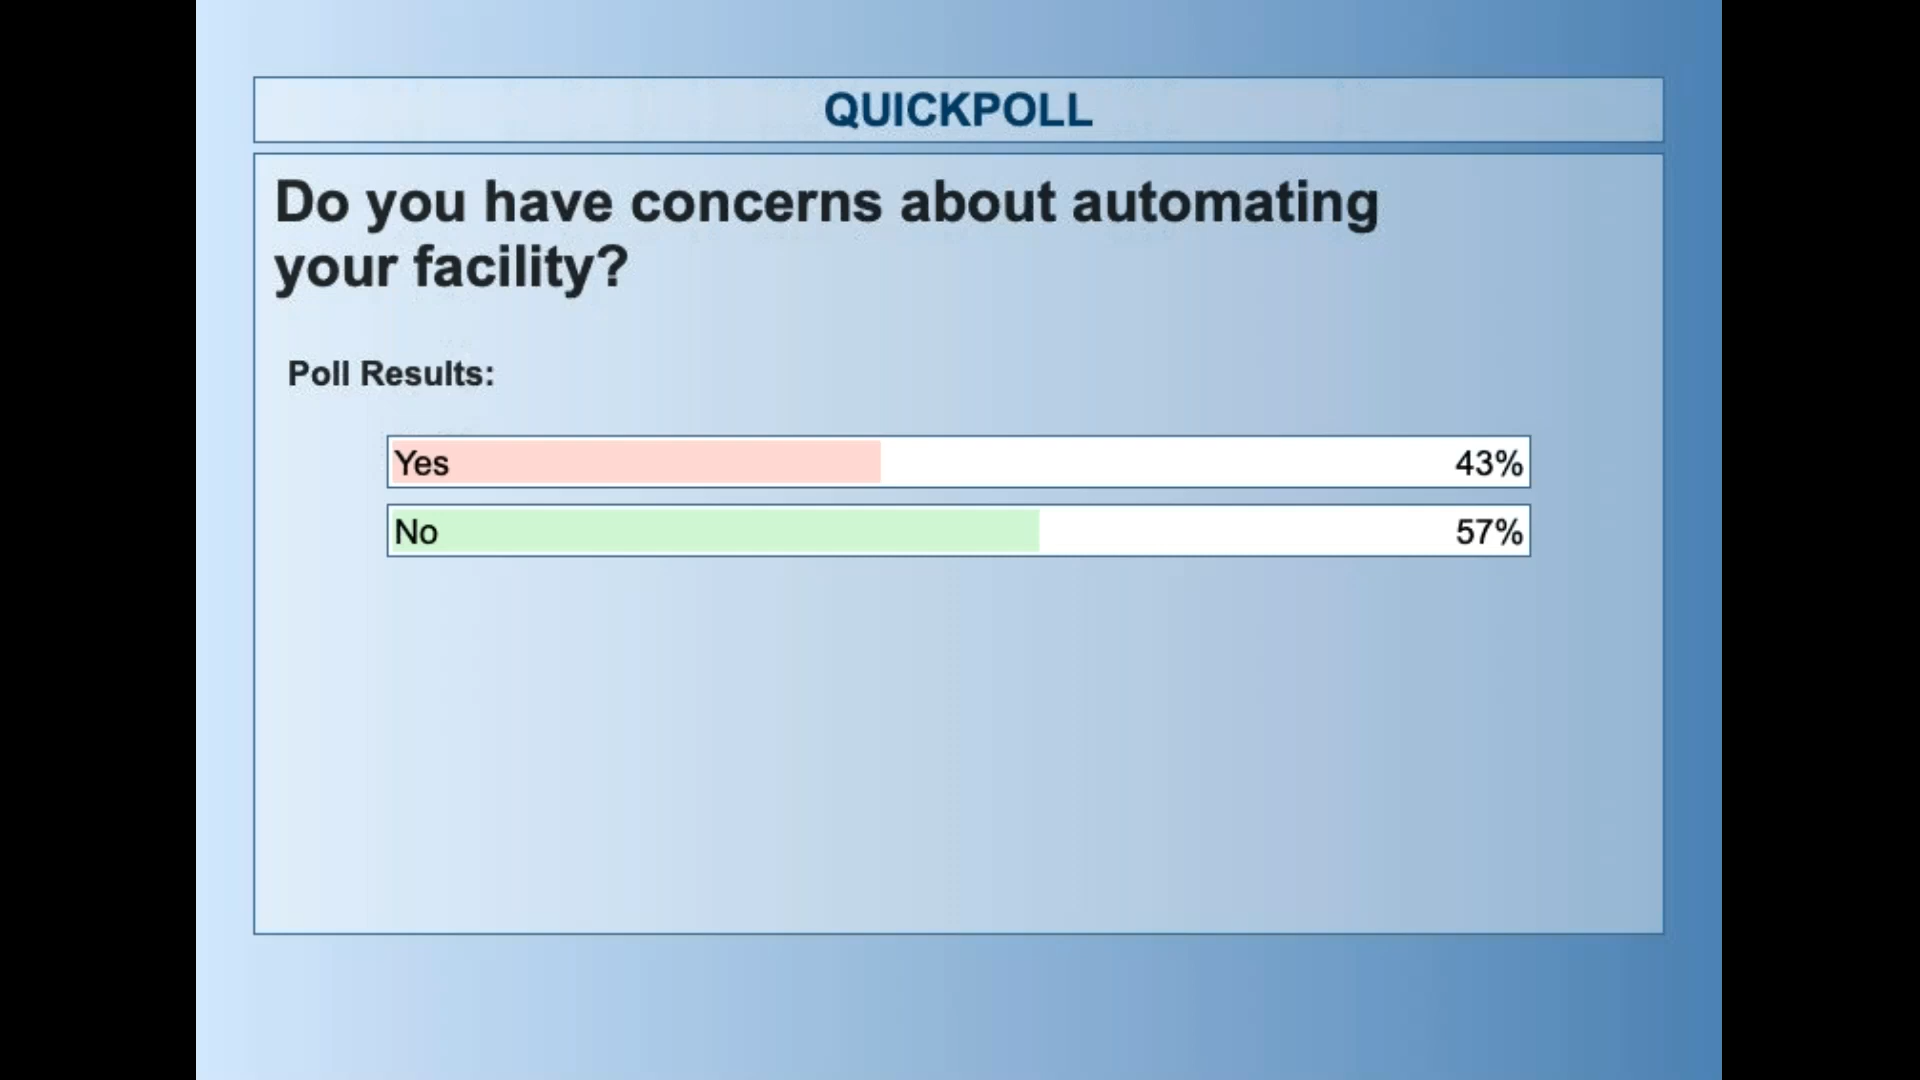 QUICKPOLL
Do you have concerns about automating
your facility?
Poll Results:
Yes 43%
No 57%